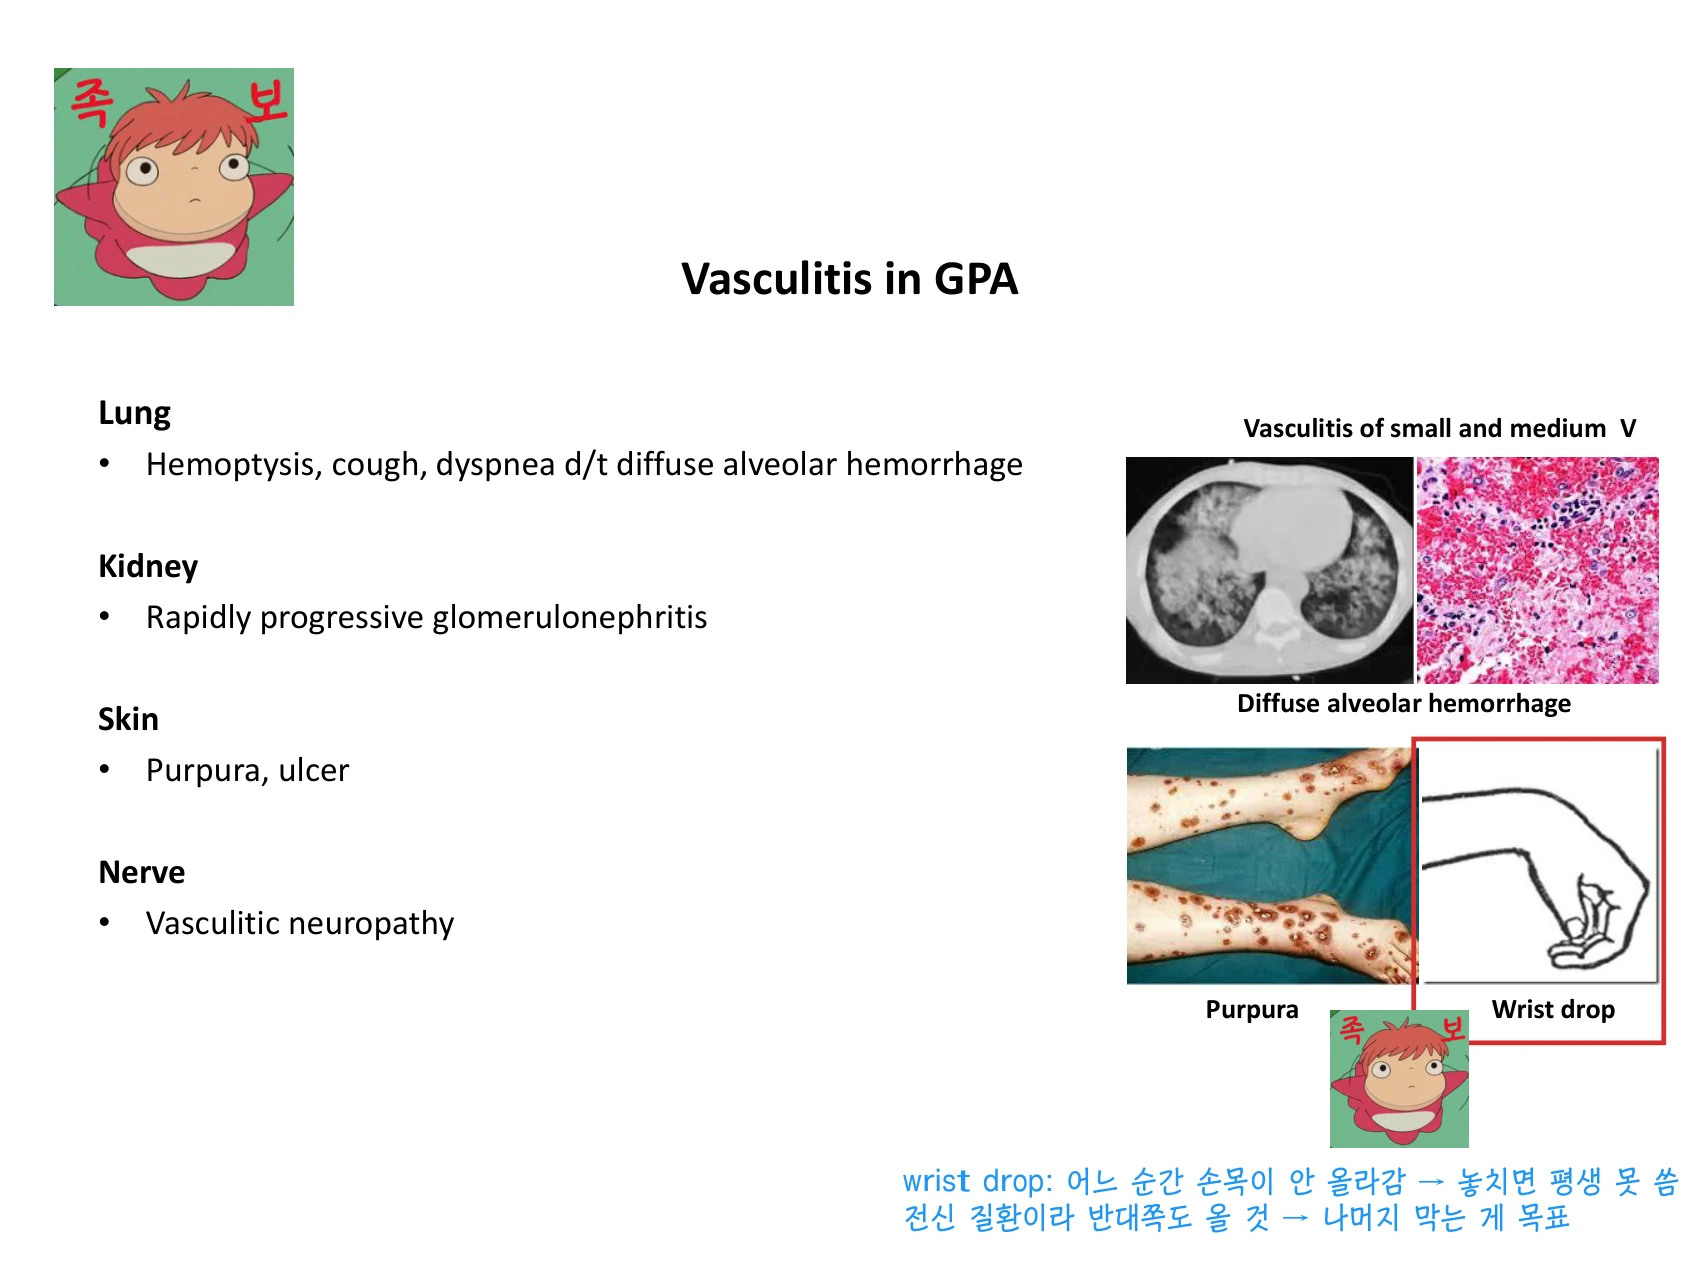 족 보
Vasculitis in GPA
Lung
• Hemoptysis, cough, dyspnea d/t diffuse alveolar hemorrhage
Kidney
• Rapidly progressive glomerulonephritis
Skin
• Purpura, ulcer
Nerve
• Vasculitic neuropathy
Vasculitis of small and medium V
Diffuse alveolar hemorrhage
Purpura
Wrist drop
족 보
wrist drop: 어느 순간 손목이 안 올라감 → 놓치면 평생 못 씀
전신 질환이라 반대쪽도 올 것 → 나머지 막는 게 목표